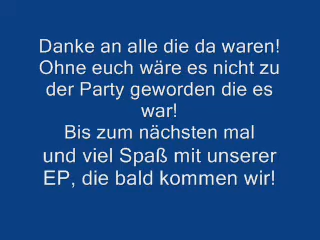 Danke an alle die da waren!
Ohne euch wäre es nicht zu
der Party geworden die es
war!
Bis zum nächsten mal
und viel Spaß mit unserer
EP, die bald kommen wir!